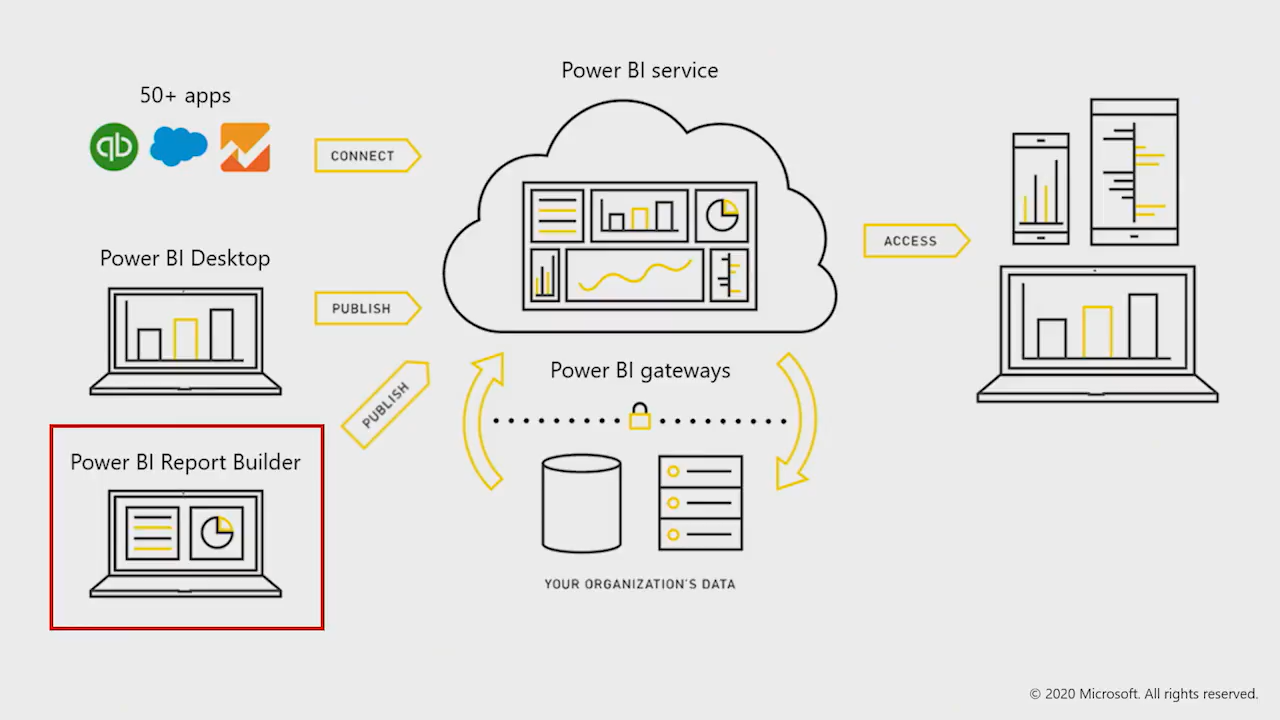 Power BI service
50+ apps
qb
CONNECT
ACCESS
Power BI Desktop
PUBLISH
Power BI gateways
PUBLISH
Power BI Report Builder
YOUR ORGANIZATION'S DATA
© 2020 Microsoft. All rights reserved.